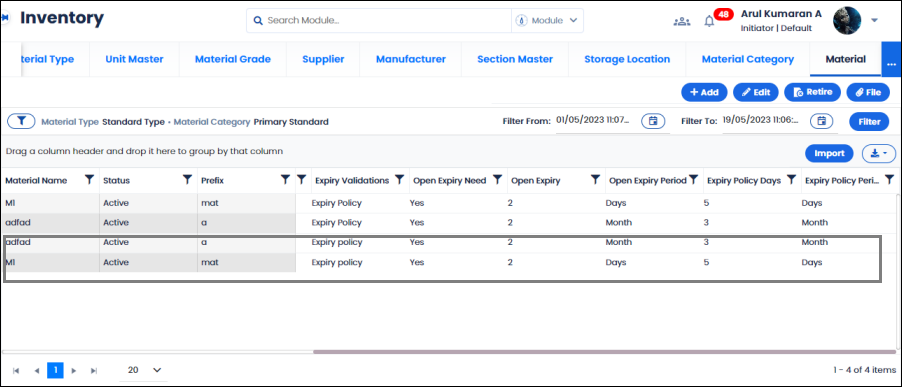 Inventory
Search Module...
Module
48
Arul Kumaran A
Initiator | Default
terial Type Unit Master Material Grade Supplier Manufacturer Section Master Storage Location Material Category Material ...
+ Add Edit Retire File
Material Type Standard Type • Material Category Primary Standard Filter From: 01/05/2023 11:07... Filter To: 19/05/2023 11:06:... Filter
Drag a column header and drop it here to group by that column Import
Material Name Status Prefix Expiry Validations Open Expiry Need Open Expiry Open Expiry Period Expiry Policy Days Expiry Policy Peri...
M1 Active mat Expiry Policy Yes 2 Days 5 Days
adfad Active a Expiry Policy Yes 2 Month 3 Month
adfad Active a Expiry policy Yes 2 Month 3 Month
M1 Active mat Expiry policy Yes 2 Days 5 Days
1 20 1 - 4 of 4 items